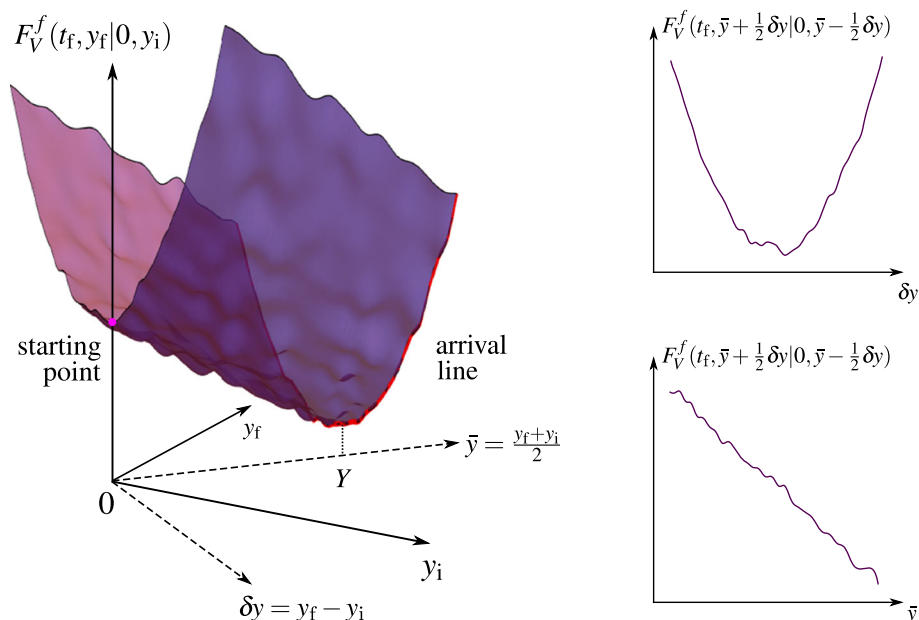 F_V^f(t_f, y_f|0, y_i)
starting
point
arrival
line
y_f
ȳ = (y_f+y_i)/2
Y
0
y_i
δy = y_f − y_i
F_V^f(t_f, ȳ + ½δy|0, ȳ − ½δy)
δy
F_V^f(t_f, ȳ + ½δy|0, ȳ − ½δy)
ȳ